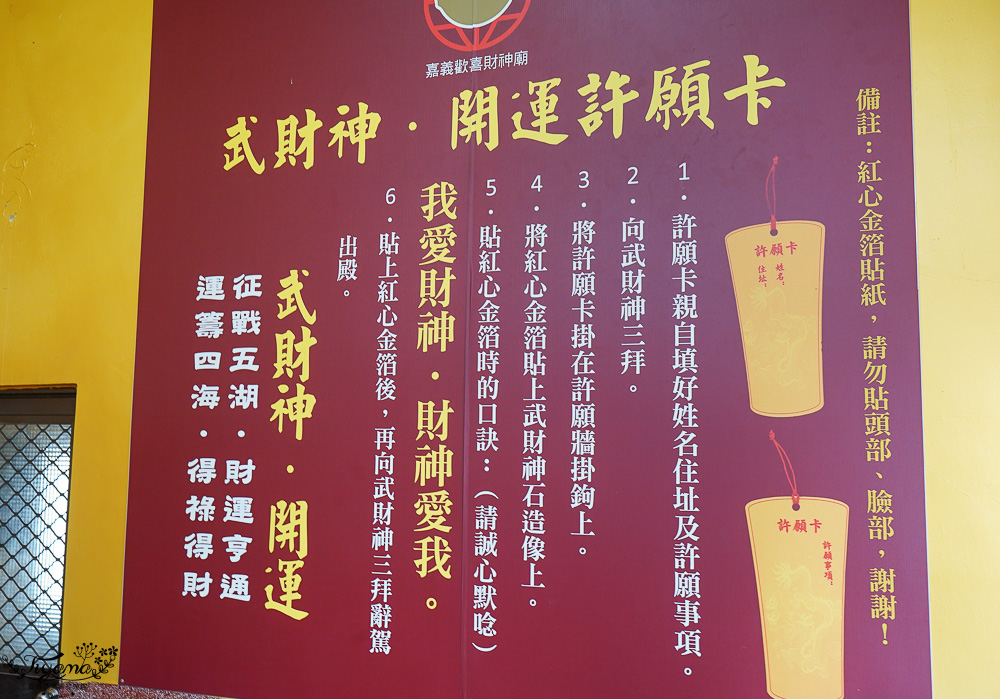 嘉義歡喜財神廟
武財神・開運許願卡
備註：紅心金箔貼紙，請勿貼頭部、臉部，謝謝！
許願卡
姓名：
住址：
許願卡
許願事項：
1．許願卡親自填好姓名住址及許願事項。
2．向武財神三拜。
3．將許願卡掛在許願牆掛鉤上。
4．將紅心金箔貼上武財神石造像上。
5．貼紅心金箔時的口訣：（請誠心默唸）
我愛財神．財神愛我。
6．貼上紅心金箔後，再向武財神三拜辭駕
出殿。
武財神．開運
征戰五湖．財運亨通
運籌四海．得祿得財